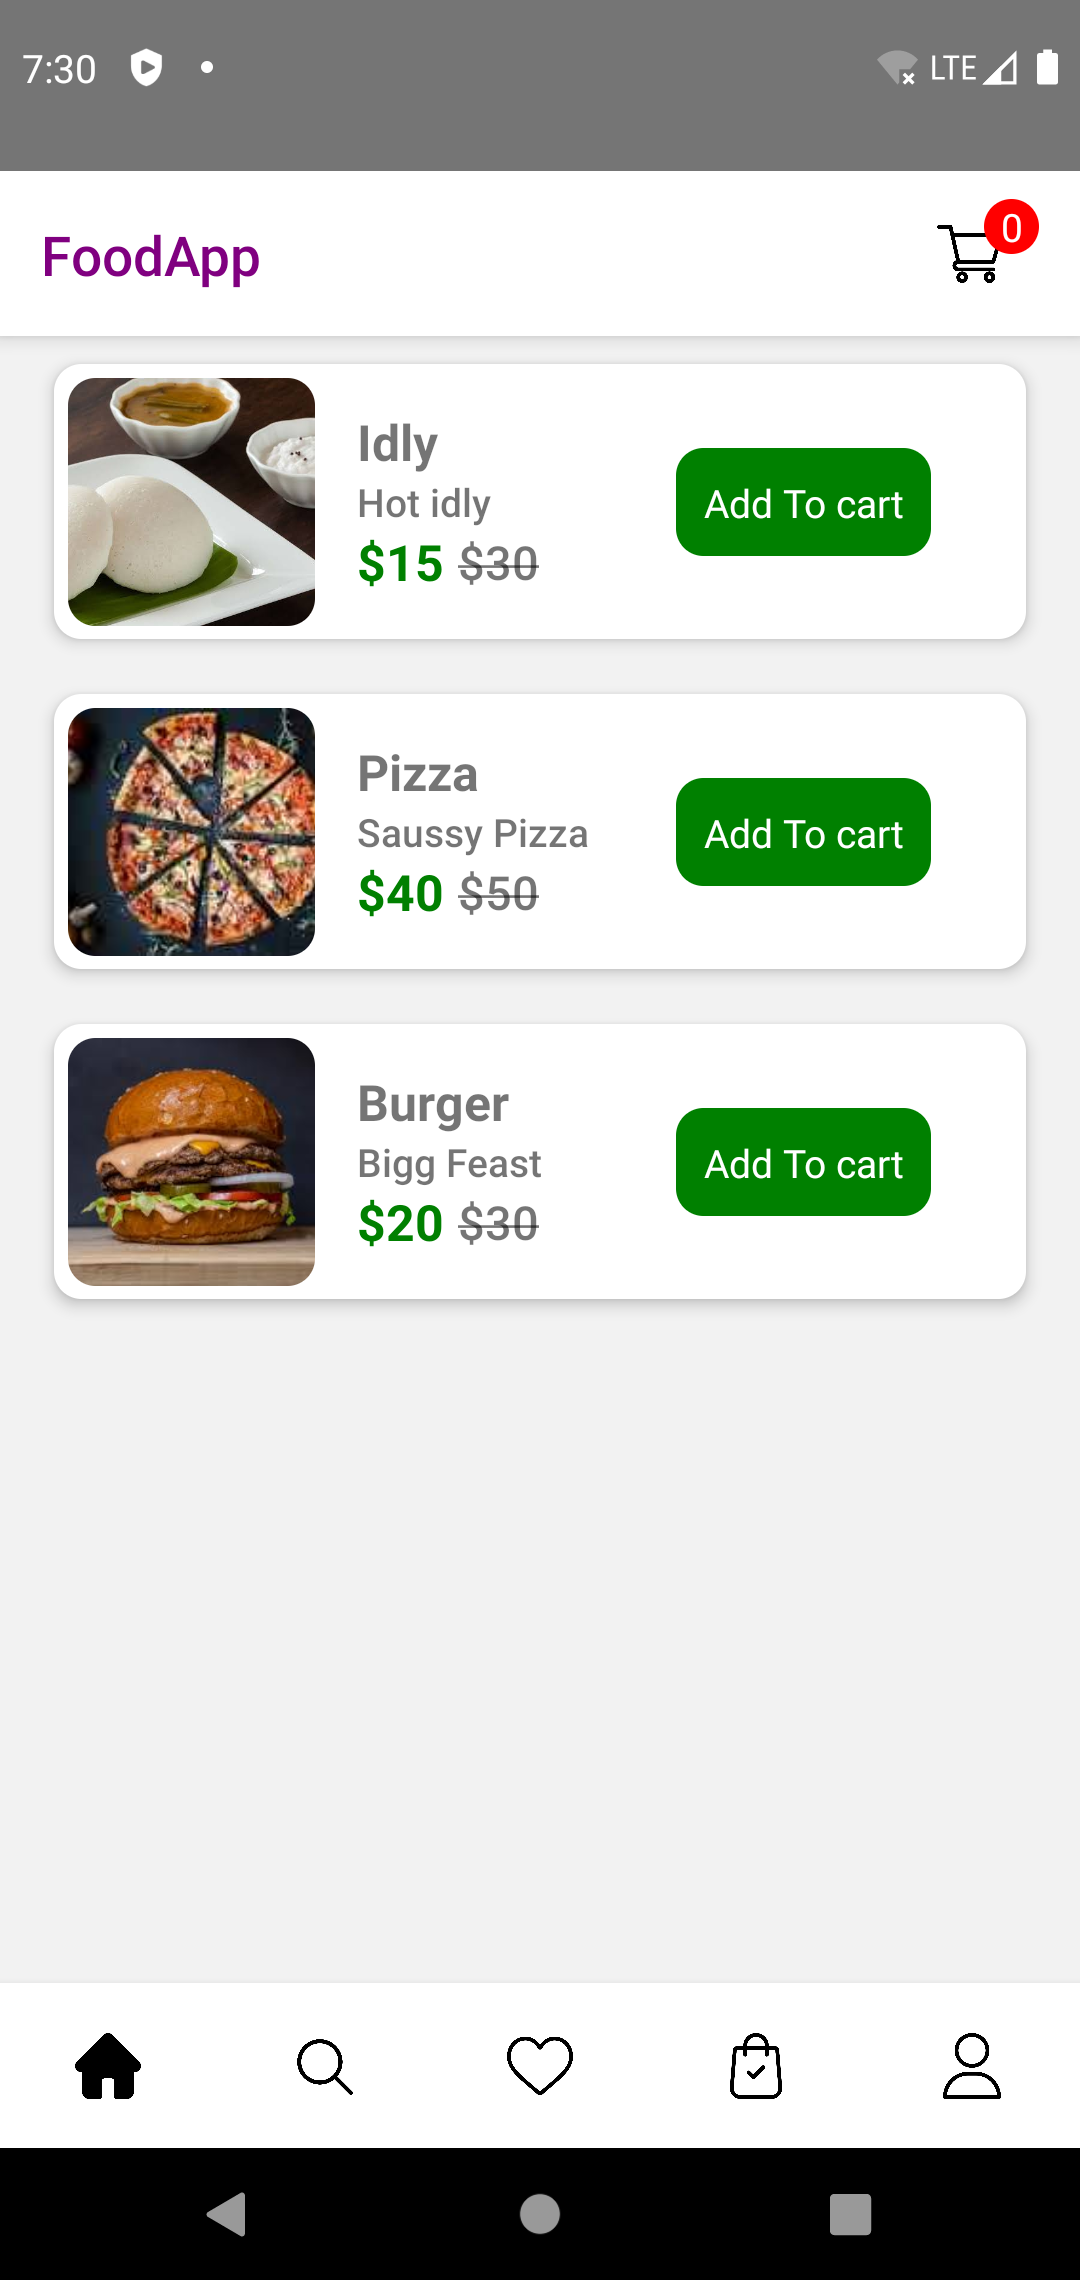 7:30 LTE
FoodApp 0
Idly
Hot idly
$15 $30
Add To cart
Pizza
Saussy Pizza
$40 $50
Add To cart
Burger
Bigg Feast
$20 $30
Add To cart